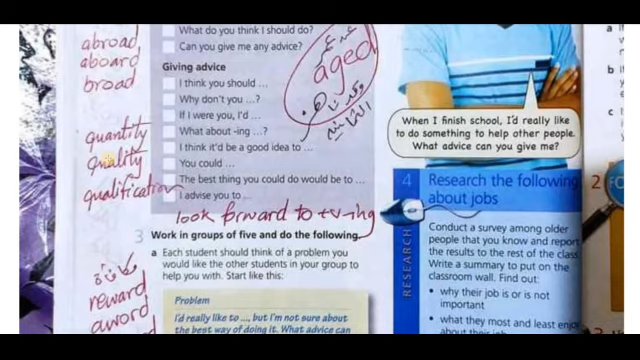 What do you think I should do?
Can you give me any advice?
Giving advice
I think you should ...
Why don't you ...?
If I were you, I'd ...
What about -ing ...?
I think it'd be a good idea to ...
You could ...
The best thing you could do would be to ...
I advise you to ...
look forward to + v-ing
3 Work in groups of five and do the following.
a Each student should think of a problem you
would like the other students in your group to
help you with. Start like this:
Problem
I'd really like to ..., but I'm not sure about
the best way of doing it. What advice can
abroad
aboard
broad
quantity
quality
qualification
مكافأة
reward
aword
عمر
aged
When I finish school, I'd really like
to do something to help other people.
What advice can you give me?
4 Research the following
about jobs
RESEARCH
Conduct a survey among older
people that you know and report
the results to the rest of the class.
Write a summary to put on the
classroom wall. Find out:
• why their job is or is not
important
• what they most and least enjoy
about their job
a
b
c
2
FO
3